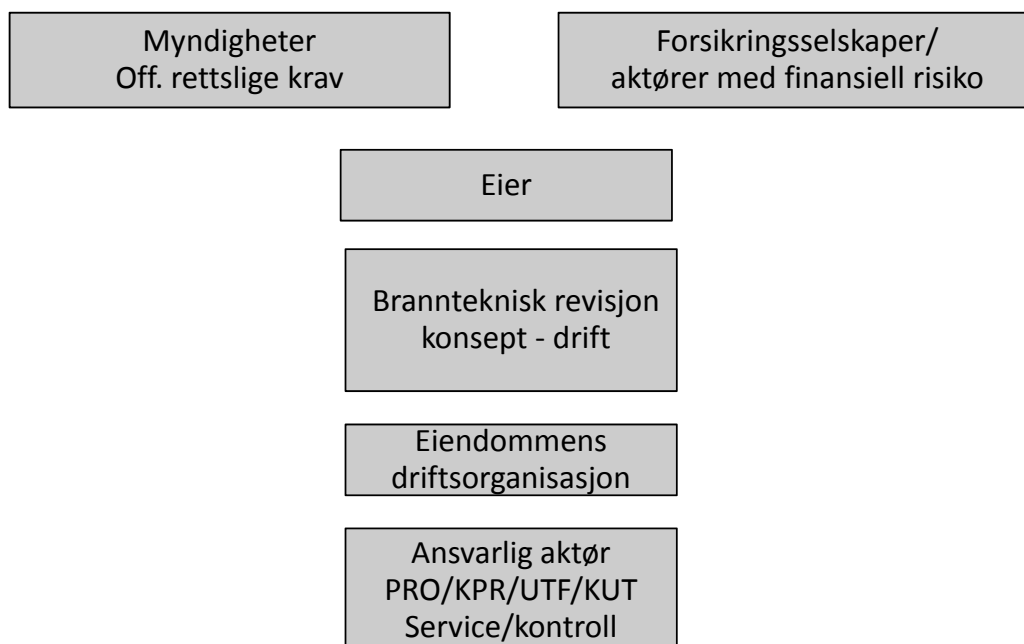 Myndigheter
Off. rettslige krav
Forsikringsselskaper/
aktører med finansiell risiko
Eier
Brannteknisk revisjon
konsept - drift
Eiendommens
driftsorganisasjon
Ansvarlig aktør
PRO/KPR/UTF/KUT
Service/kontroll